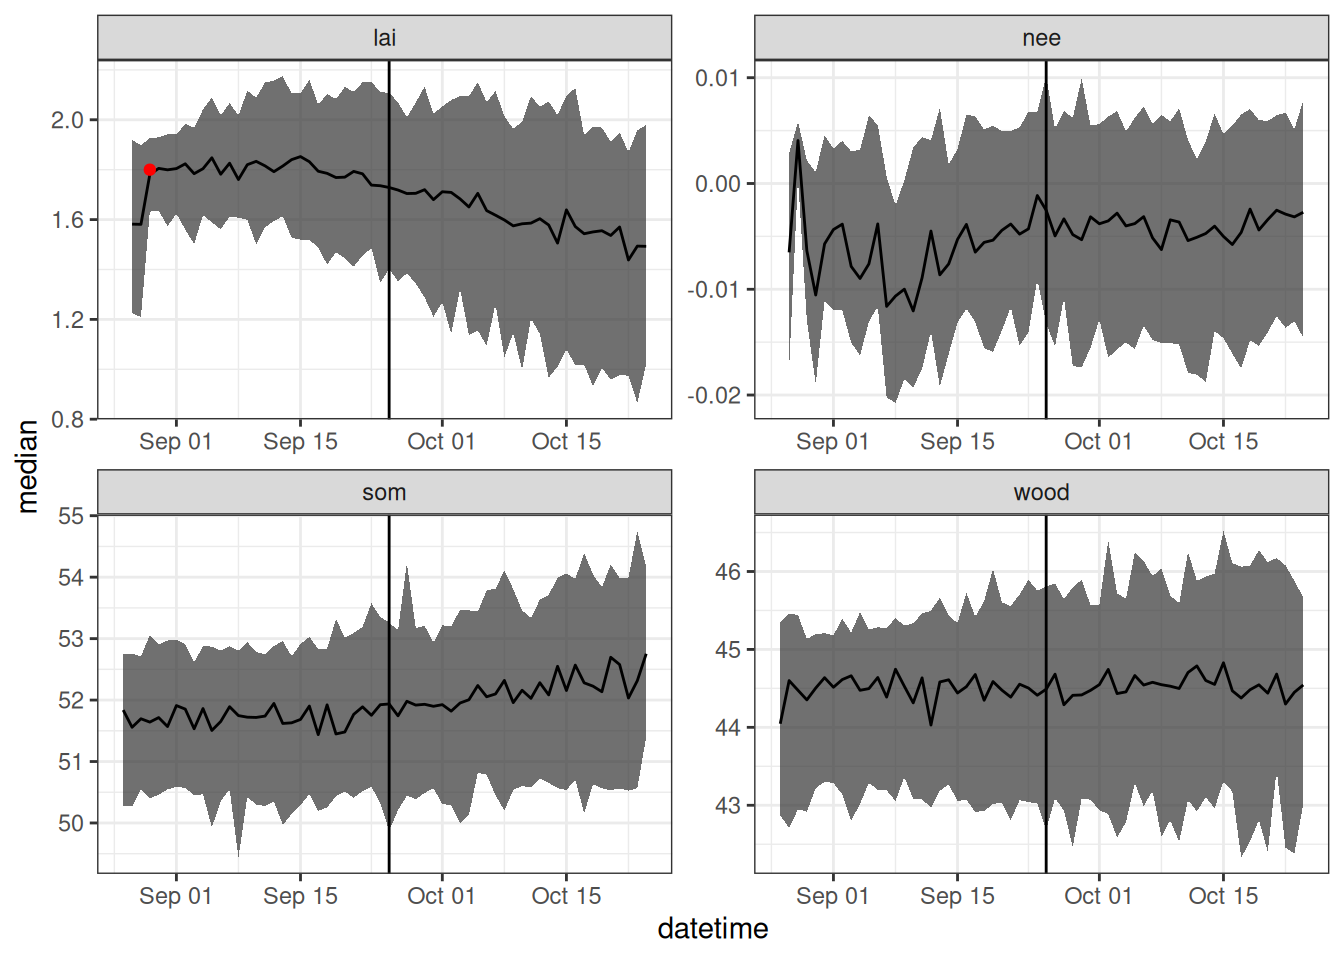 lai
nee
2.0
1.6
1.2
0.8
0.01
0.00
-0.01
-0.02
Sep 01 Sep 15 Oct 01 Oct 15
Sep 01 Sep 15 Oct 01 Oct 15
median
som
wood
55
54
53
52
51
50
46
45
44
43
Sep 01 Sep 15 Oct 01 Oct 15
Sep 01 Sep 15 Oct 01 Oct 15
datetime